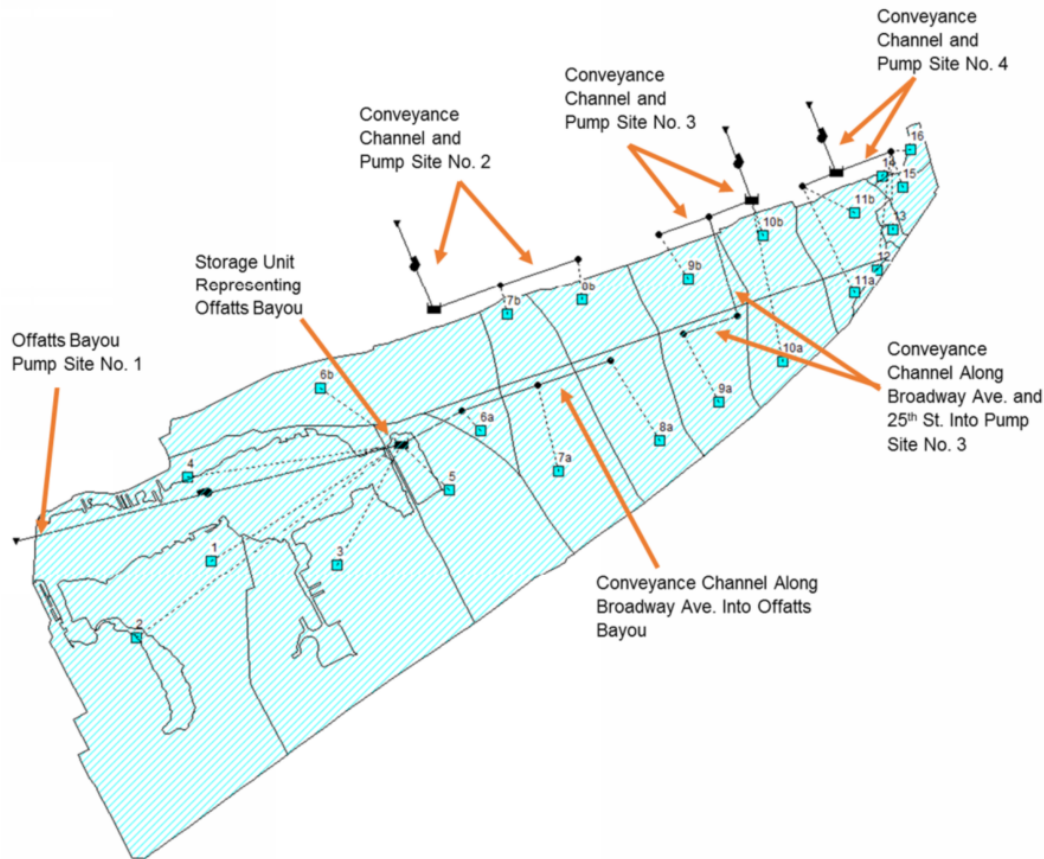 Conveyance
Channel and
Pump Site No. 4
Conveyance
Channel and
Pump Site No. 3
Conveyance
Channel and
Pump Site No. 2
Storage Unit
Representing
Offatts Bayou
Offatts Bayou
Pump Site No. 1
16
14
15
11b
13
10b
12
9b
11a
8b
7b
10a
Conveyance
Channel Along
Broadway Ave. and
25th St. Into Pump
Site No. 3
6b
9a
6a
8a
7a
4
5
1
3
2
Conveyance Channel Along
Broadway Ave. Into Offatts
Bayou